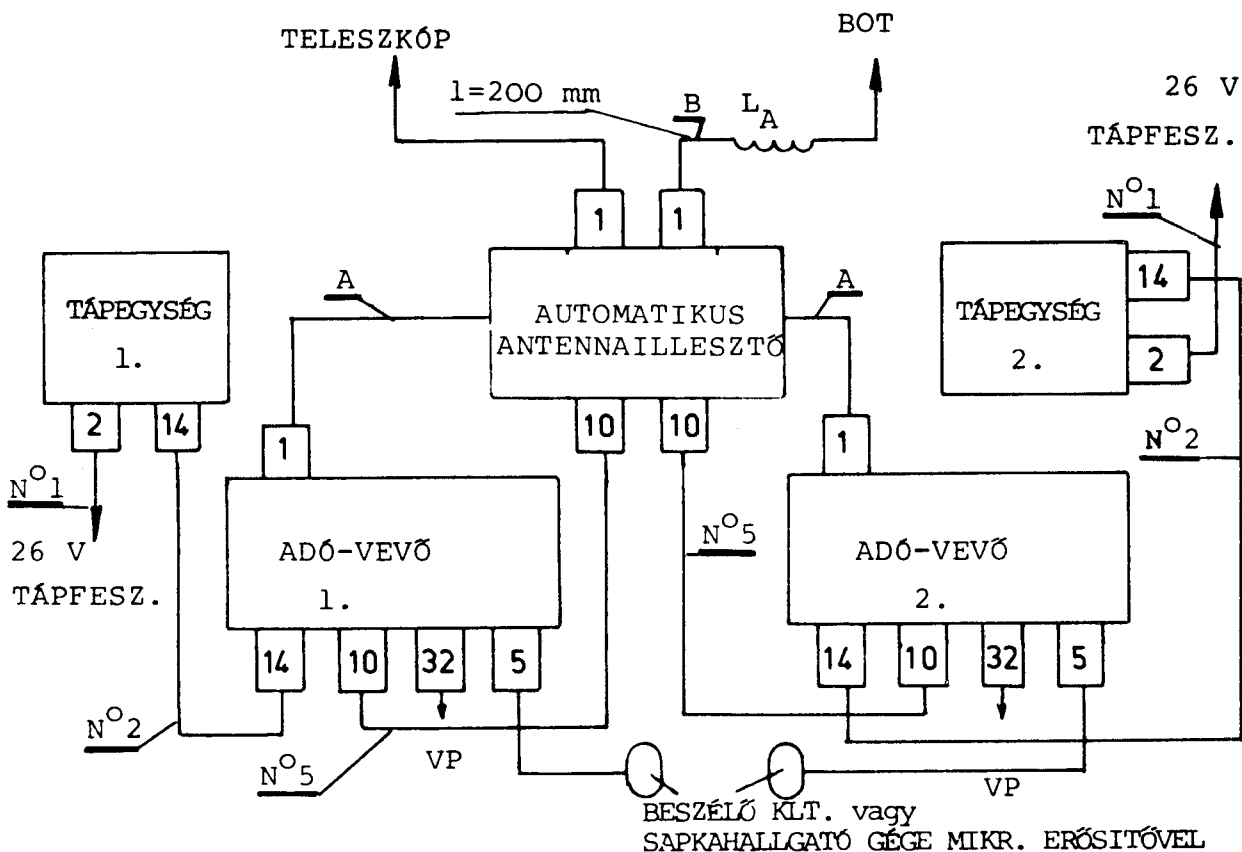 TELESZKÓP
BOT
l=200 mm
B
L_A
26 V
TÁPFESZ.
N°1
1
1
TÁPEGYSÉG
1.
2
14
A
AUTOMATIKUS
ANTENNAILLESZTŐ
A
TÁPEGYSÉG
2.
14
2
10
10
1
1
N°1
26 V
TÁPFESZ.
N°2
N°5
ADÓ-VEVŐ
1.
ADÓ-VEVŐ
2.
14
10
32
5
14
10
32
5
N°2
N°5
VP
VP
BESZÉLŐ KLT. vagy
SAPKAHALLGATÓ GÉGE MIKR. ERŐSITŐVEL